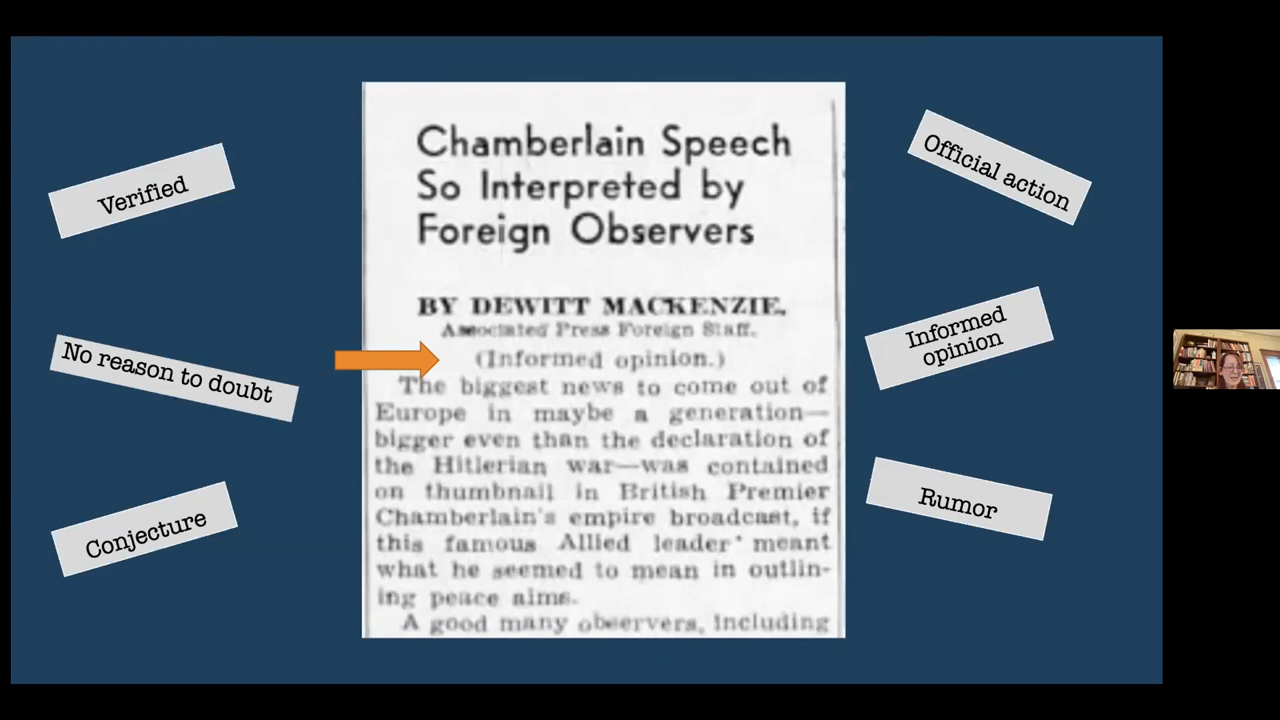 Verified
No reason to doubt
Conjecture
Chamberlain Speech
So Interpreted by
Foreign Observers
BY DEWITT MACKENZIE,
Associated Press Foreign Staff.
(Informed opinion.)
The biggest news to come out of
Europe in maybe a generation—
bigger even than the declaration of
the Hitlerian war—was contained
on thumbnail in British Premier
Chamberlain's empire broadcast, if
this famous Allied leader meant
what he seemed to mean in outlin-
ing peace aims.
A good many observers, including
Official action
Informed
opinion
Rumor